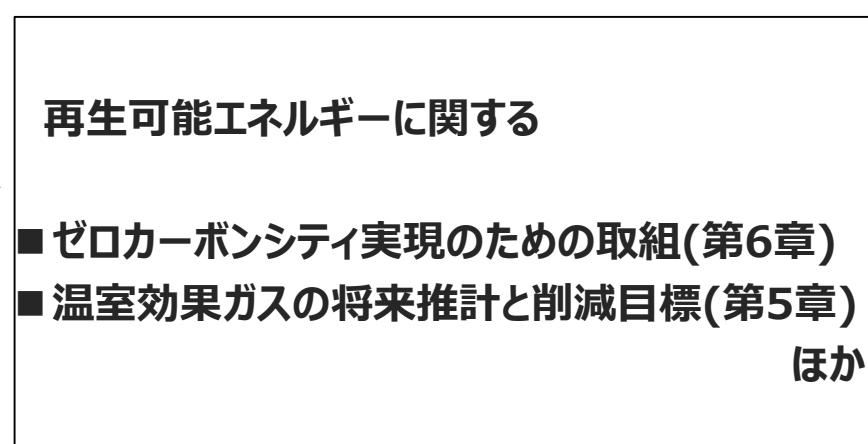 再生可能エネルギーに関する
■ゼロカーボンシティ実現のための取組(第6章)
■温室効果ガスの将来推計と削減目標(第5章)
ほか